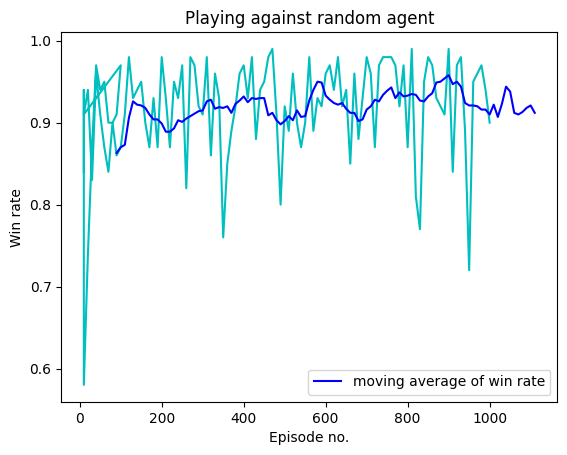 Playing against random agent
Win rate
1.0
0.9
0.8
0.7
0.6
0
200
400
600
800
1000
Episode no.
moving average of win rate